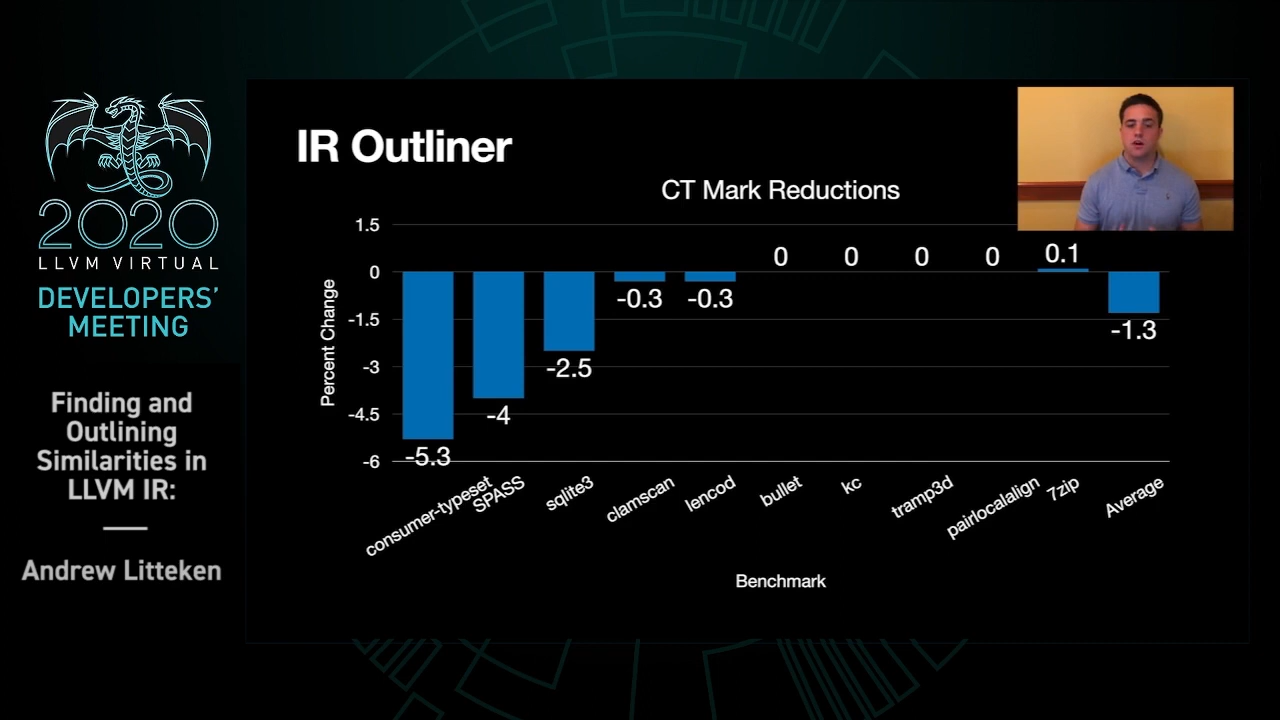 2020
LLVM VIRTUAL
DEVELOPERS'
MEETING
Finding and
Outlining
Similarities in
LLVM IR:
Andrew Litteken
IR Outliner
CT Mark Reductions
Percent Change
1.5
0
-1.5
-3
-4.5
-6
-5.3
-4
-2.5
-0.3
-0.3
0
0
0
0
0.1
-1.3
consumer-typeset
SPASS
sqlite3
clamscan
lencod
bullet
kc
tramp3d
pairlocalalign
7zip
Average
Benchmark